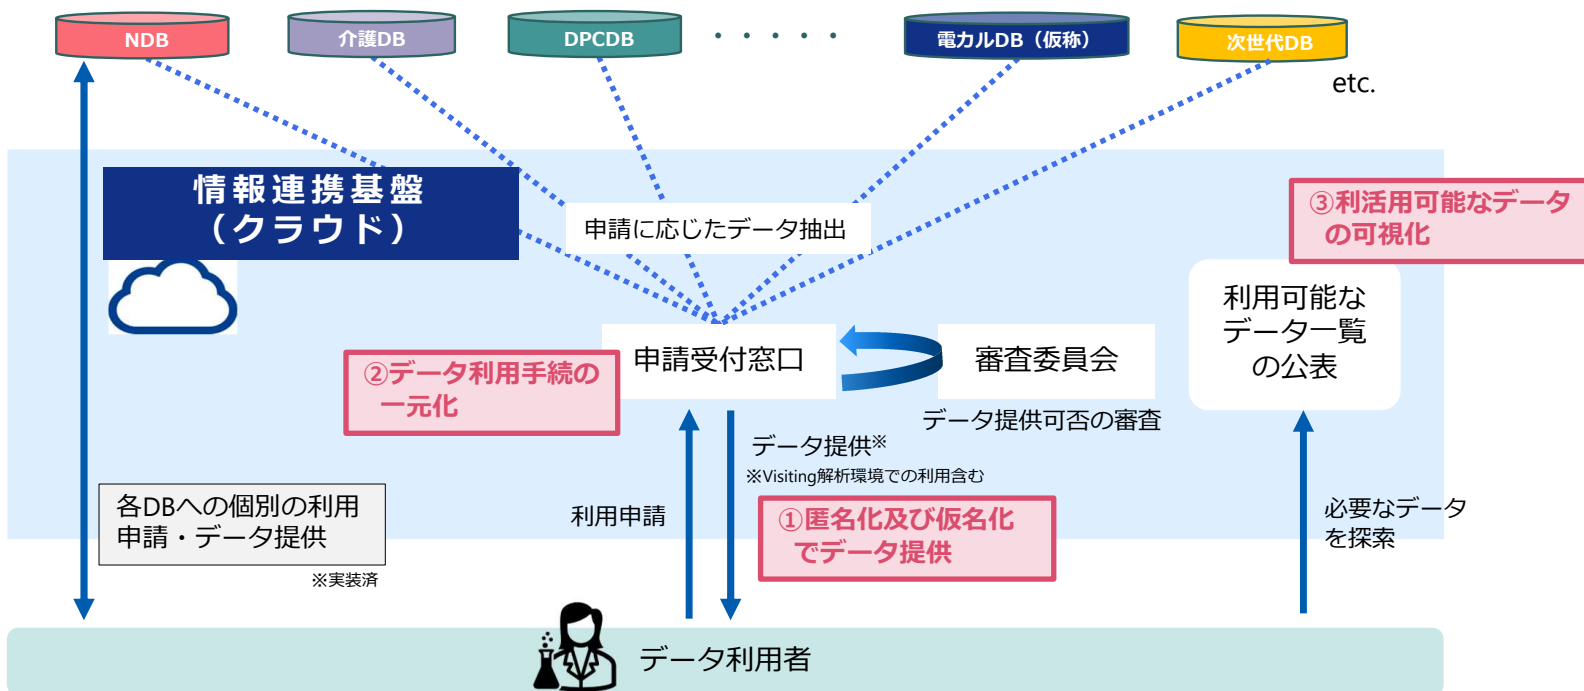 NDB
介護DB
DPCDB
・・・・・
電カルDB（仮称）
次世代DB
etc.
情報連携基盤
（クラウド）
申請に応じたデータ抽出
③利活用可能なデータ
の可視化
利用可能な
データ一覧
の公表
申請受付窓口
審査委員会
②データ利用手続の
一元化
データ提供可否の審査
データ提供※
※Visiting解析環境での利用含む
各DBへの個別の利用
申請・データ提供
※実装済
利用申請
①匿名化及び仮名化
でデータ提供
必要なデータ
を探索
データ利用者